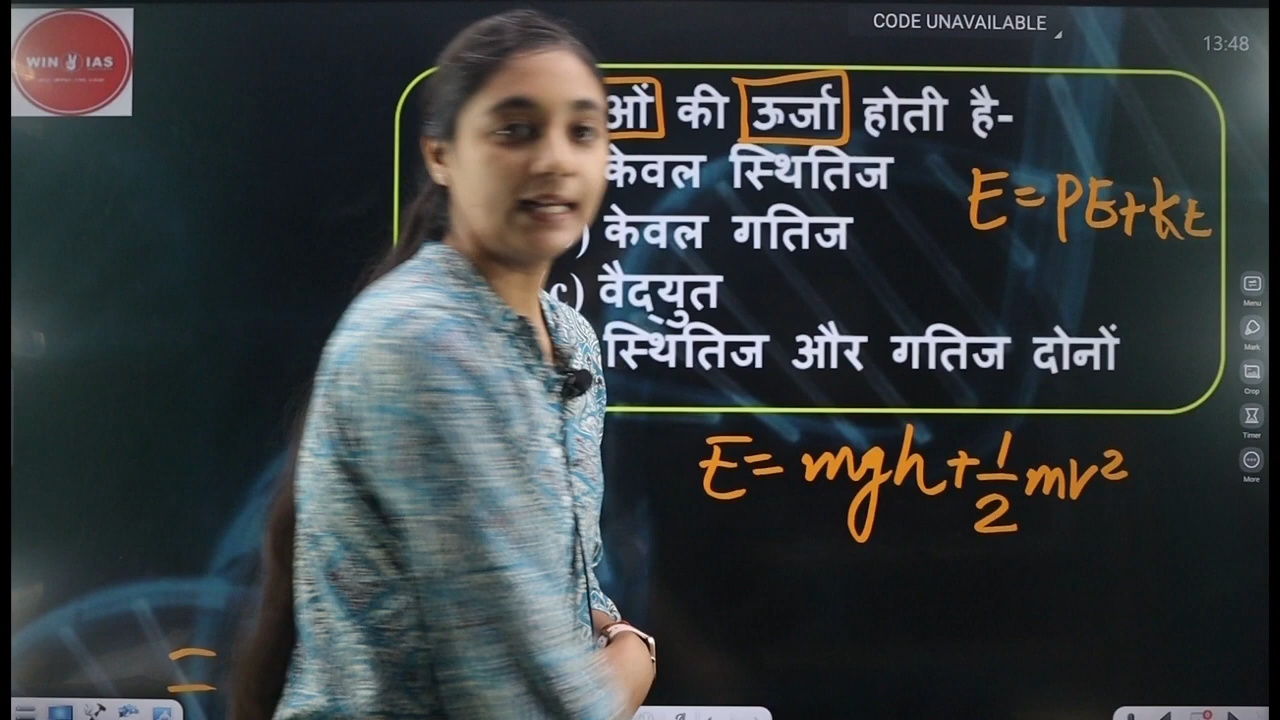 WIN IAS
CODE UNAVAILABLE
13:48
ओं की ऊर्जा होती है-
केवल स्थितिज
) केवल गतिज
c) वैद्युत
स्थितिज और गतिज दोनों
E=PE+KE
E=mgh+1/2mv²
=
Menu
Mark
Crop
Timer
More